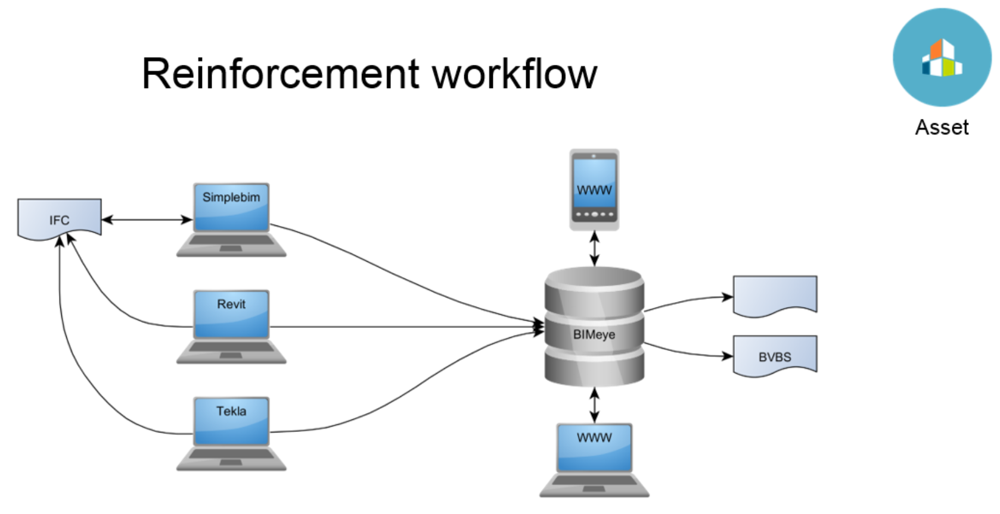 Reinforcement workflow
Asset
WWW
Simplebim
IFC
Revit
BIMeye
BVBS
Tekla
WWW